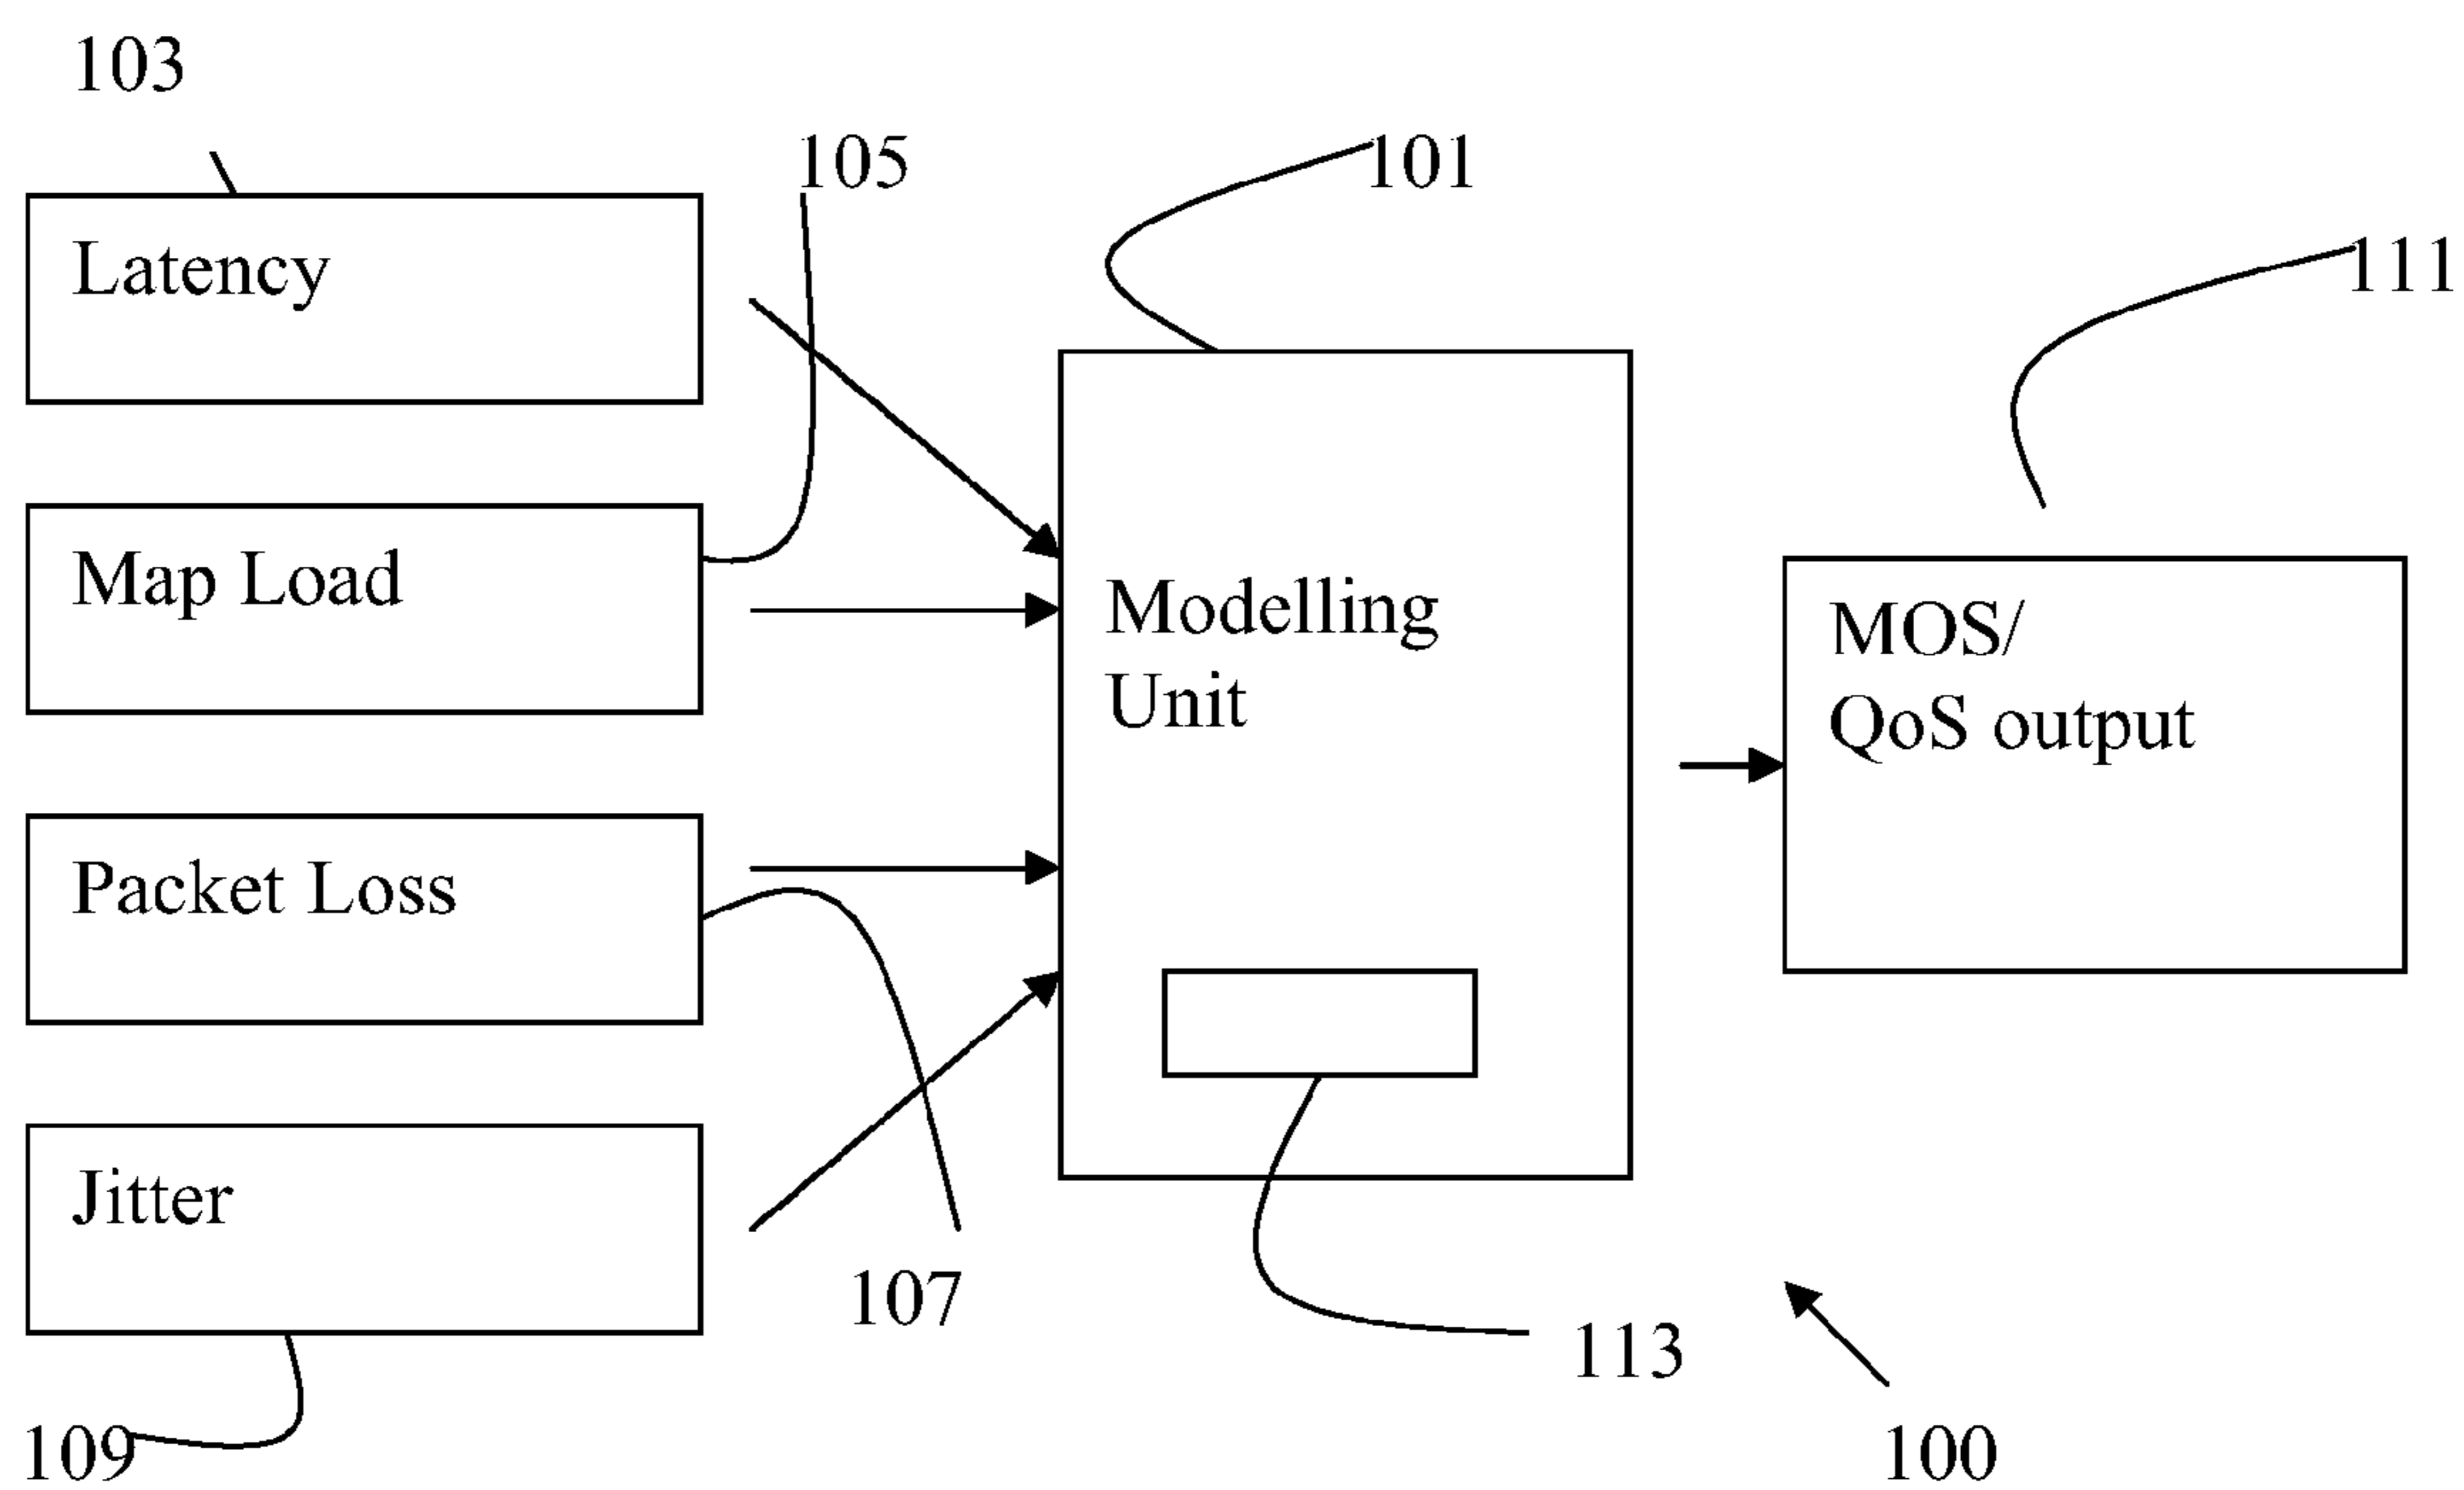 103
105
101
111
Latency
Map Load
Modelling
Unit
MOS/
QoS output
Packet Loss
Jitter
107
113
109
100